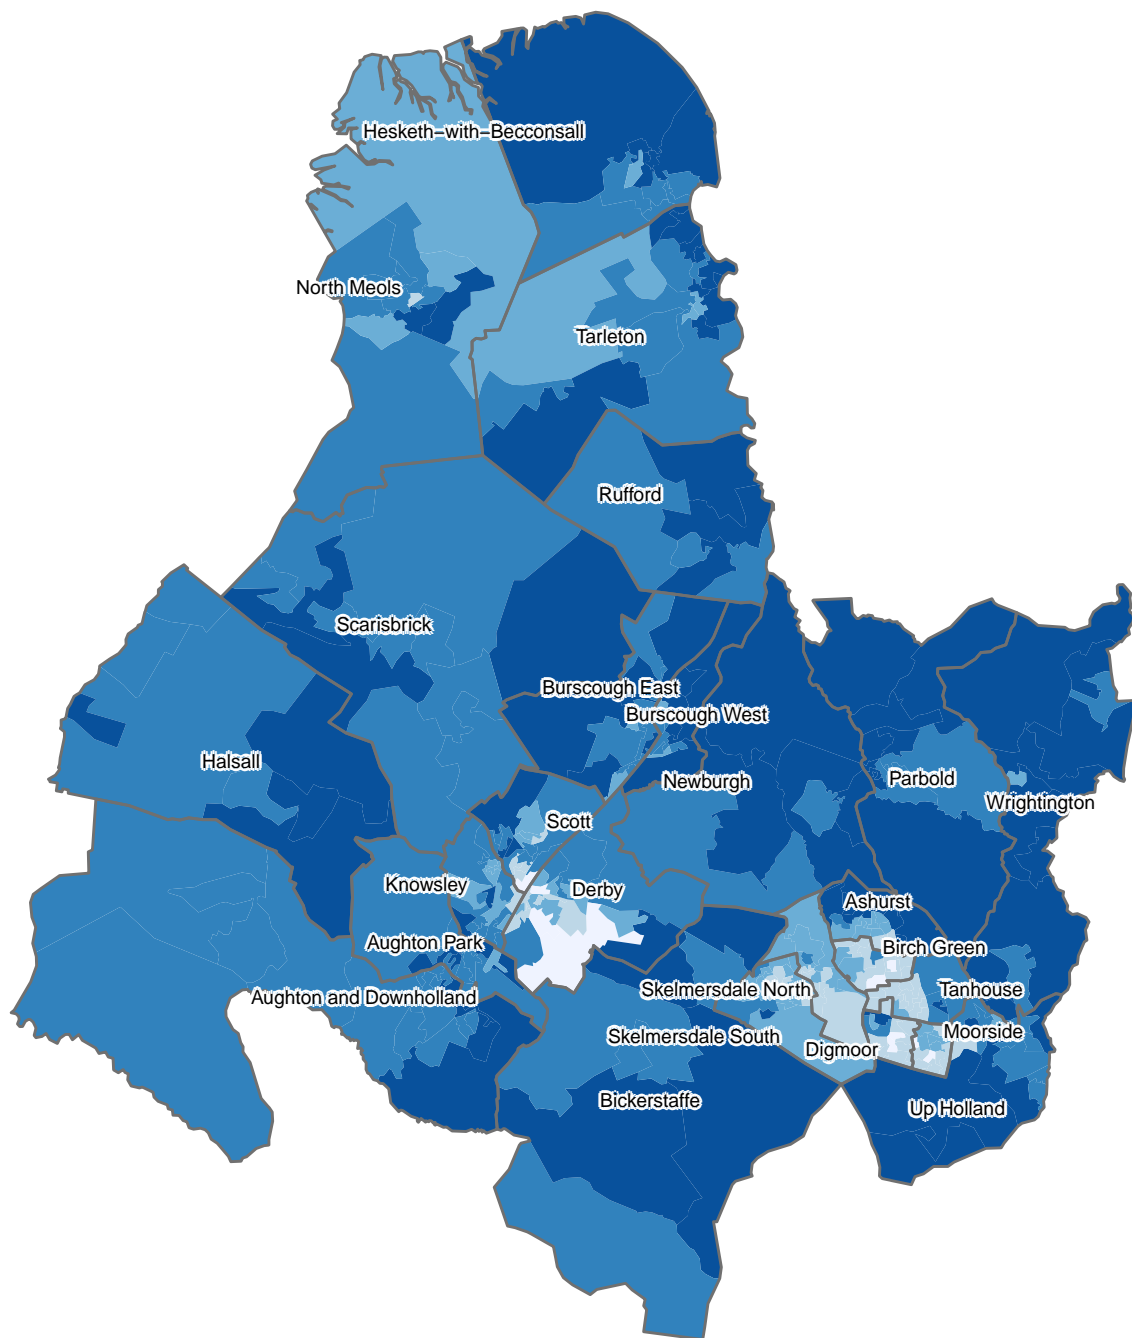 Hesketh-with-Becconsall
North Meols
Tarleton
Rufford
Scarisbrick
Burscough East
Burscough West
Halsall
Newburgh
Parbold
Wrightington
Scott
Knowsley
Derby
Ashurst
Aughton Park
Birch Green
Aughton and Downholland
Skelmersdale North
Tanhouse
Skelmersdale South
Digmoor
Moorside
Bickerstaffe
Up Holland